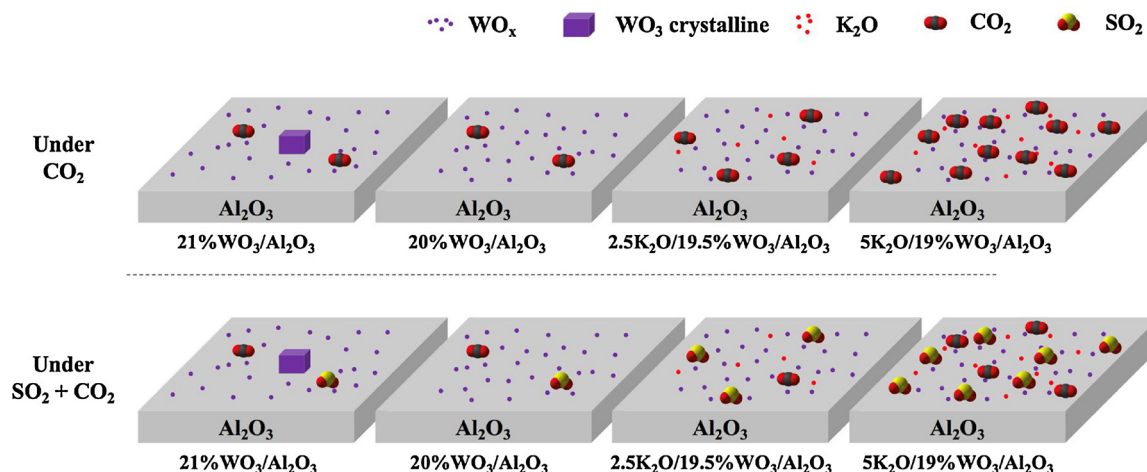 WOₓ WO₃ crystalline K₂O CO₂ SO₂
Under
CO₂
Al₂O₃ Al₂O₃ Al₂O₃ Al₂O₃
21%WO₃/Al₂O₃ 20%WO₃/Al₂O₃ 2.5K₂O/19.5%WO₃/Al₂O₃ 5K₂O/19%WO₃/Al₂O₃
Under
SO₂ + CO₂
Al₂O₃ Al₂O₃ Al₂O₃ Al₂O₃
21%WO₃/Al₂O₃ 20%WO₃/Al₂O₃ 2.5K₂O/19.5%WO₃/Al₂O₃ 5K₂O/19%WO₃/Al₂O₃